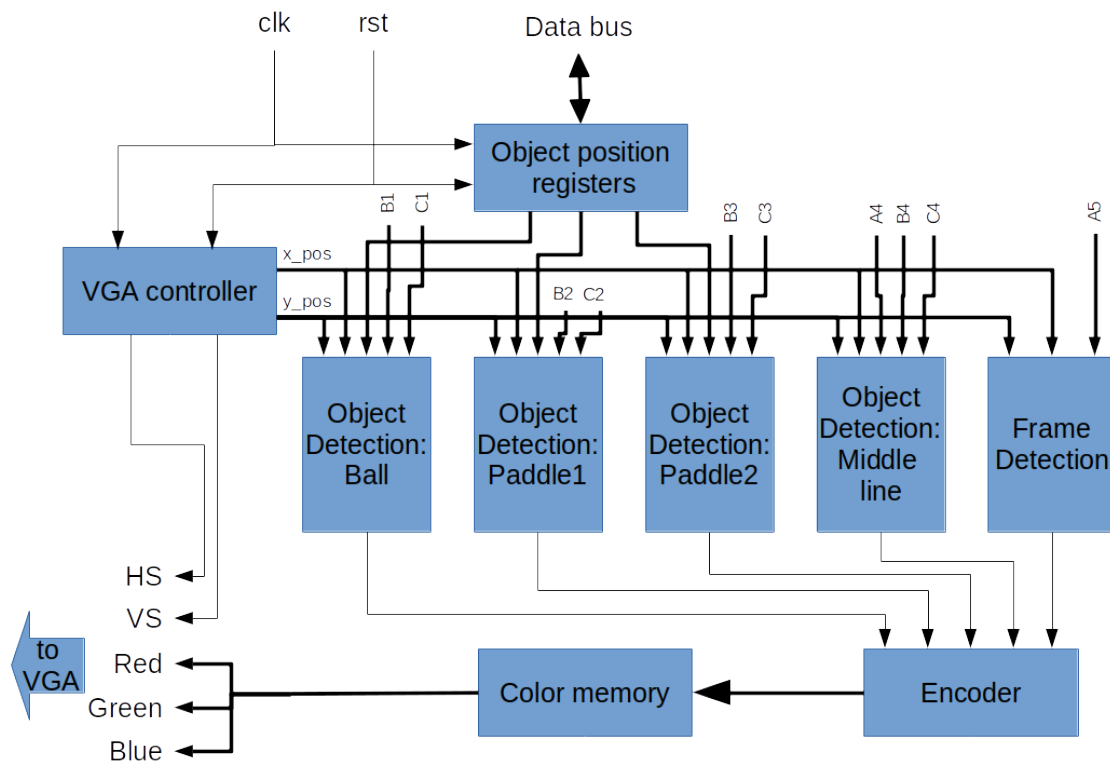 clk
rst
Data bus
Object position
registers
B1
C1
B3
C3
A4
B4
C4
A5
x_pos
VGA controller
y_pos
B2
C2
Object
Detection:
Ball
Object
Detection:
Paddle1
Object
Detection:
Paddle2
Object
Detection:
Middle
line
Frame
Detection
HS
VS
to
VGA
Red
Green
Blue
Color memory
Encoder